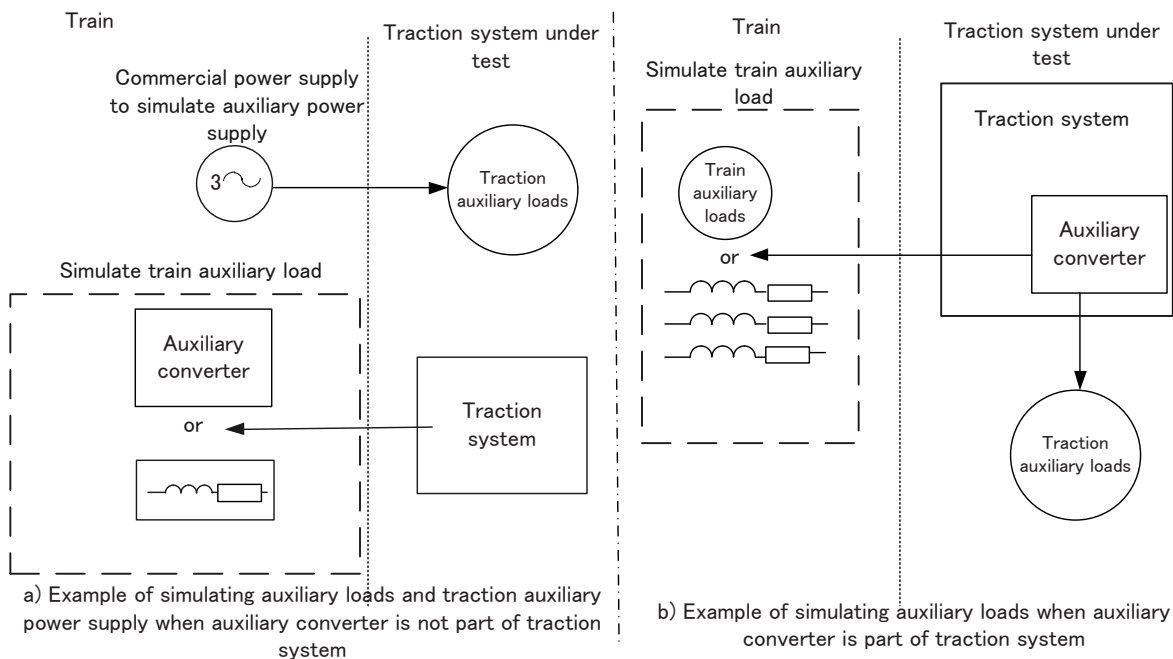 Train
Traction system under
test
Commercial power supply
to simulate auxiliary power
supply
3
Traction
auxiliary loads
Simulate train auxiliary load
Auxiliary
converter
or
Traction
system
a) Example of simulating auxiliary loads and traction auxiliary
power supply when auxiliary converter is not part of traction
system
Train
Traction system under
test
Simulate train auxiliary
load
Traction system
Train
auxiliary
loads
or
Auxiliary
converter
Traction
auxiliary loads
b) Example of simulating auxiliary loads when auxiliary
converter is part of traction system